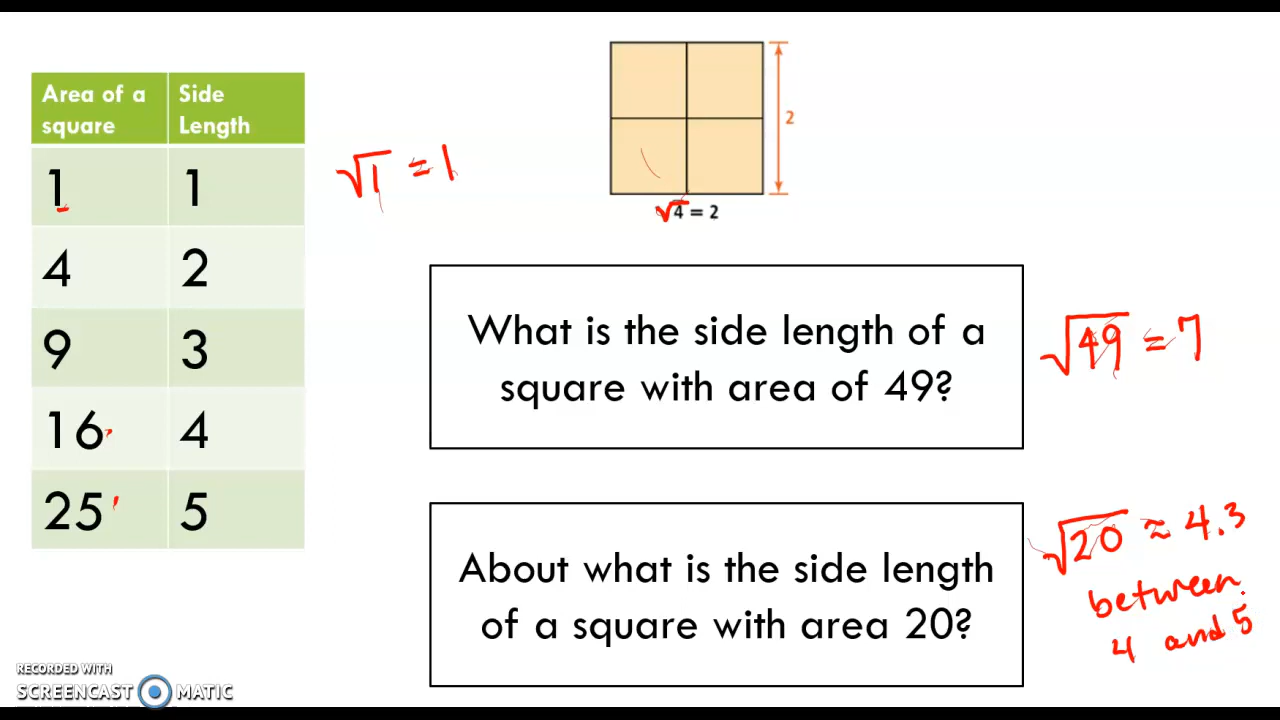 Area of a square Side Length
1 1
4 2
9 3
16 4
25 5
√1 = 1
2
√4 = 2
What is the side length of a
square with area of 49?
√49 = 7
About what is the side length
of a square with area 20?
√20 ≈ 4.3
between
4 and 5
RECORDED WITH
SCREENCAST MATIC